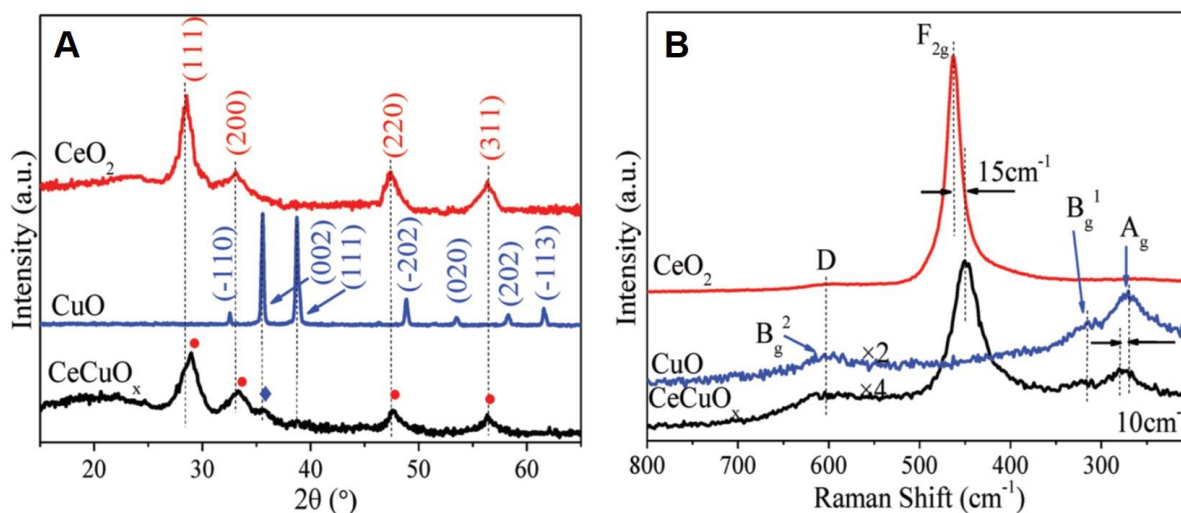 A
(111)
(200)
(220)
(311)
CeO2
(-110)
(002)
(111)
(-202)
(020)
(202)
(-113)
CuO
CeCuOx
Intensity (a.u.)
20 30 40 50 60
2θ (°)
B
F2g
15cm-1
Bg1
Ag
D
CeO2
Bg2
CuO
×2
CeCuOx
×4
10cm-
Intensity (a.u.)
800 700 600 500 400 300
Raman Shift (cm-1)